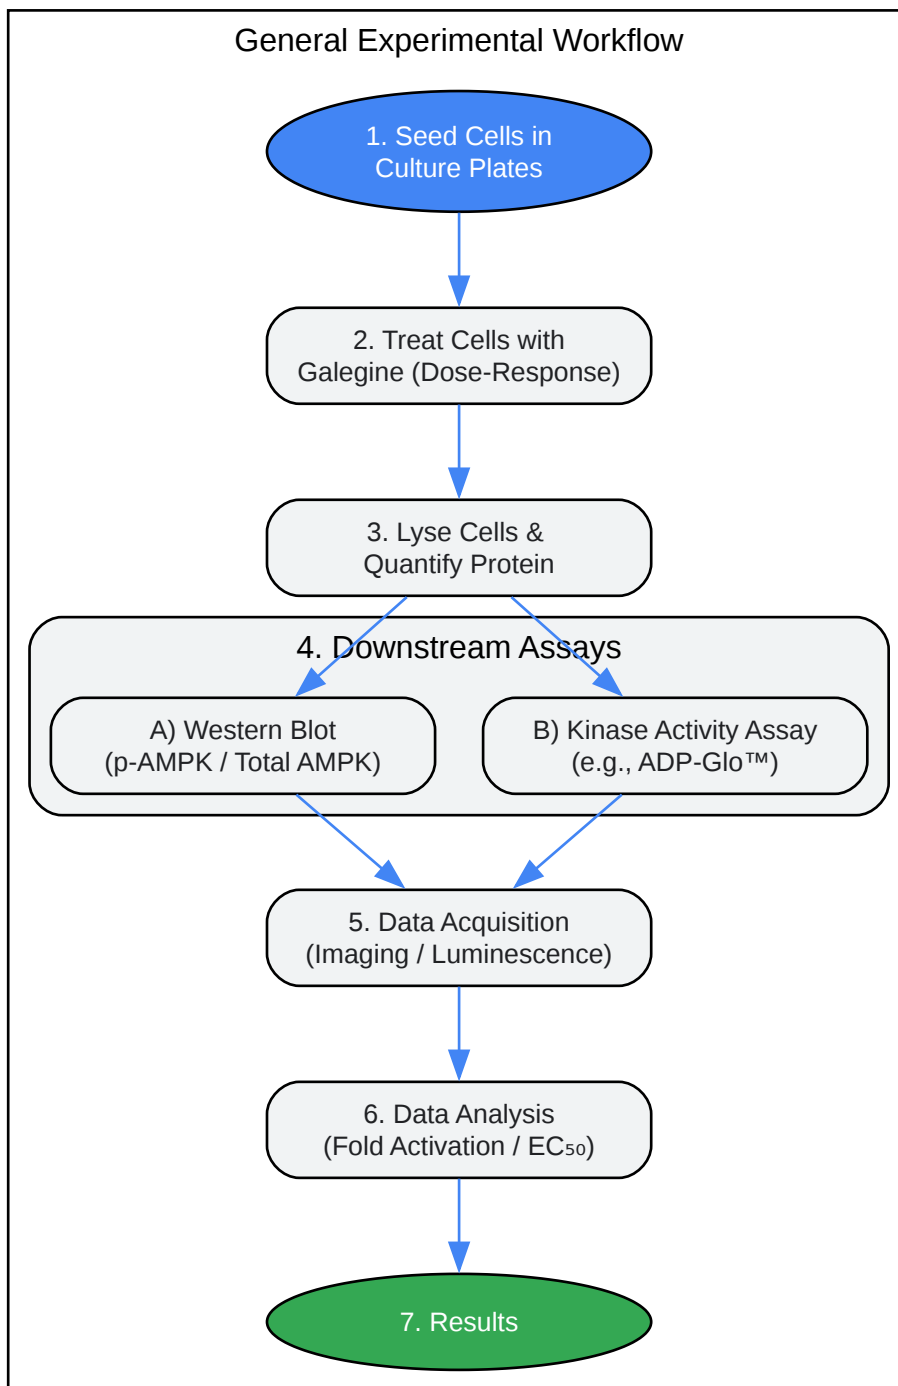 General Experimental Workflow
1. Seed Cells in
Culture Plates
2. Treat Cells with
Galegine (Dose-Response)
3. Lyse Cells &
Quantify Protein
4. Downstream Assays
A) Western Blot
(p-AMPK / Total AMPK)
B) Kinase Activity Assay
(e.g., ADP-Glo™)
5. Data Acquisition
(Imaging / Luminescence)
6. Data Analysis
(Fold Activation / EC₅₀)
7. Results